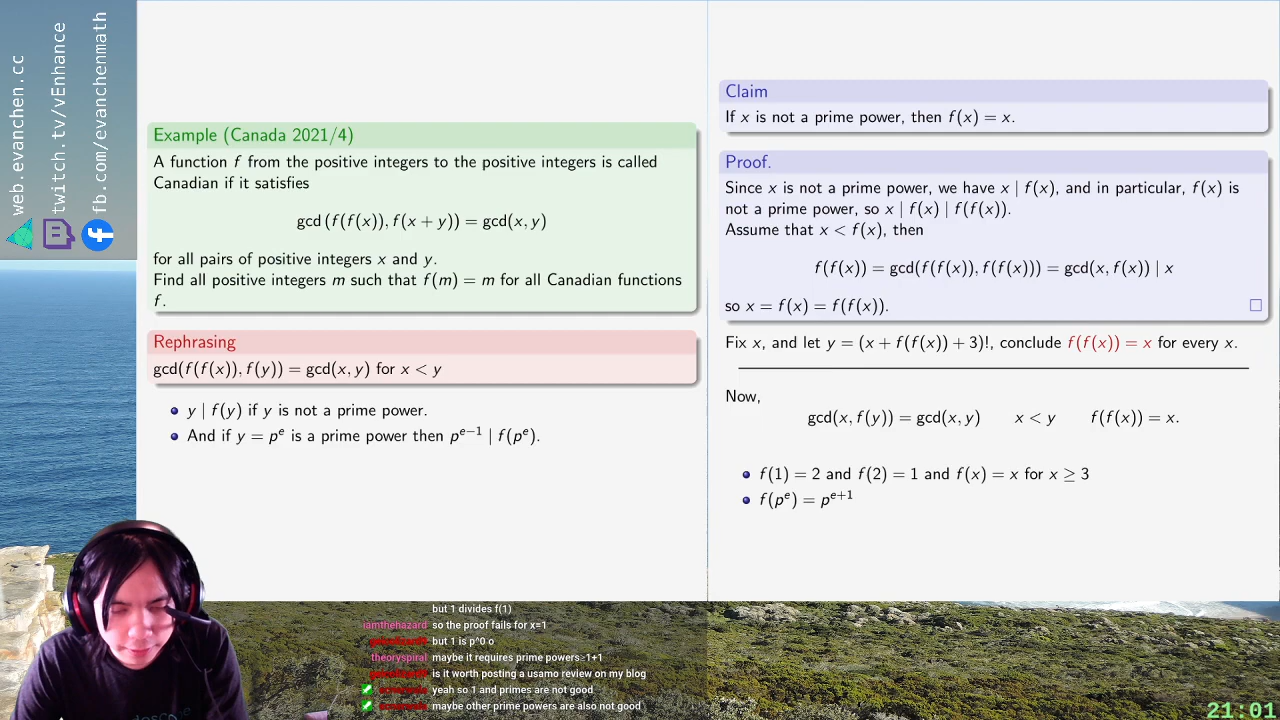 web.evanchen.cc
twitch.tv/vEnhance
fb.com/evanchenmath
Example (Canada 2021/4)
A function f from the positive integers to the positive integers is called
Canadian if it satisfies
gcd (f(f(x)), f(x + y)) = gcd(x, y)
for all pairs of positive integers x and y.
Find all positive integers m such that f(m) = m for all Canadian functions
f.
Rephrasing
gcd(f(f(x)), f(y)) = gcd(x, y) for x < y
• y | f(y) if y is not a prime power.
• And if y = pᵉ is a prime power then pᵉ⁻¹ | f(pᵉ).
Claim
If x is not a prime power, then f(x) = x.
Proof.
Since x is not a prime power, we have x | f(x), and in particular, f(x) is
not a prime power, so x | f(x) | f(f(x)).
Assume that x < f(x), then
f(f(x)) = gcd(f(f(x)), f(f(x))) = gcd(x, f(x)) | x
so x = f(x) = f(f(x)). □
Fix x, and let y = (x + f(f(x)) + 3)!, conclude f(f(x)) = x for every x.
Now,
gcd(x, f(y)) = gcd(x, y) x < y f(f(x)) = x.
• f(1) = 2 and f(2) = 1 and f(x) = x for x ≥ 3
• f(pᵉ) = pᵉ⁺¹
but 1 divides f(1)
iamthehazard so the proof fails for x=1
but 1 is p^0 o
theoryspiral maybe it requires prime powers≥1+1
is it worth posting a usamo review on my blog
yeah so 1 and primes are not good
maybe other prime powers are also not good
21:01